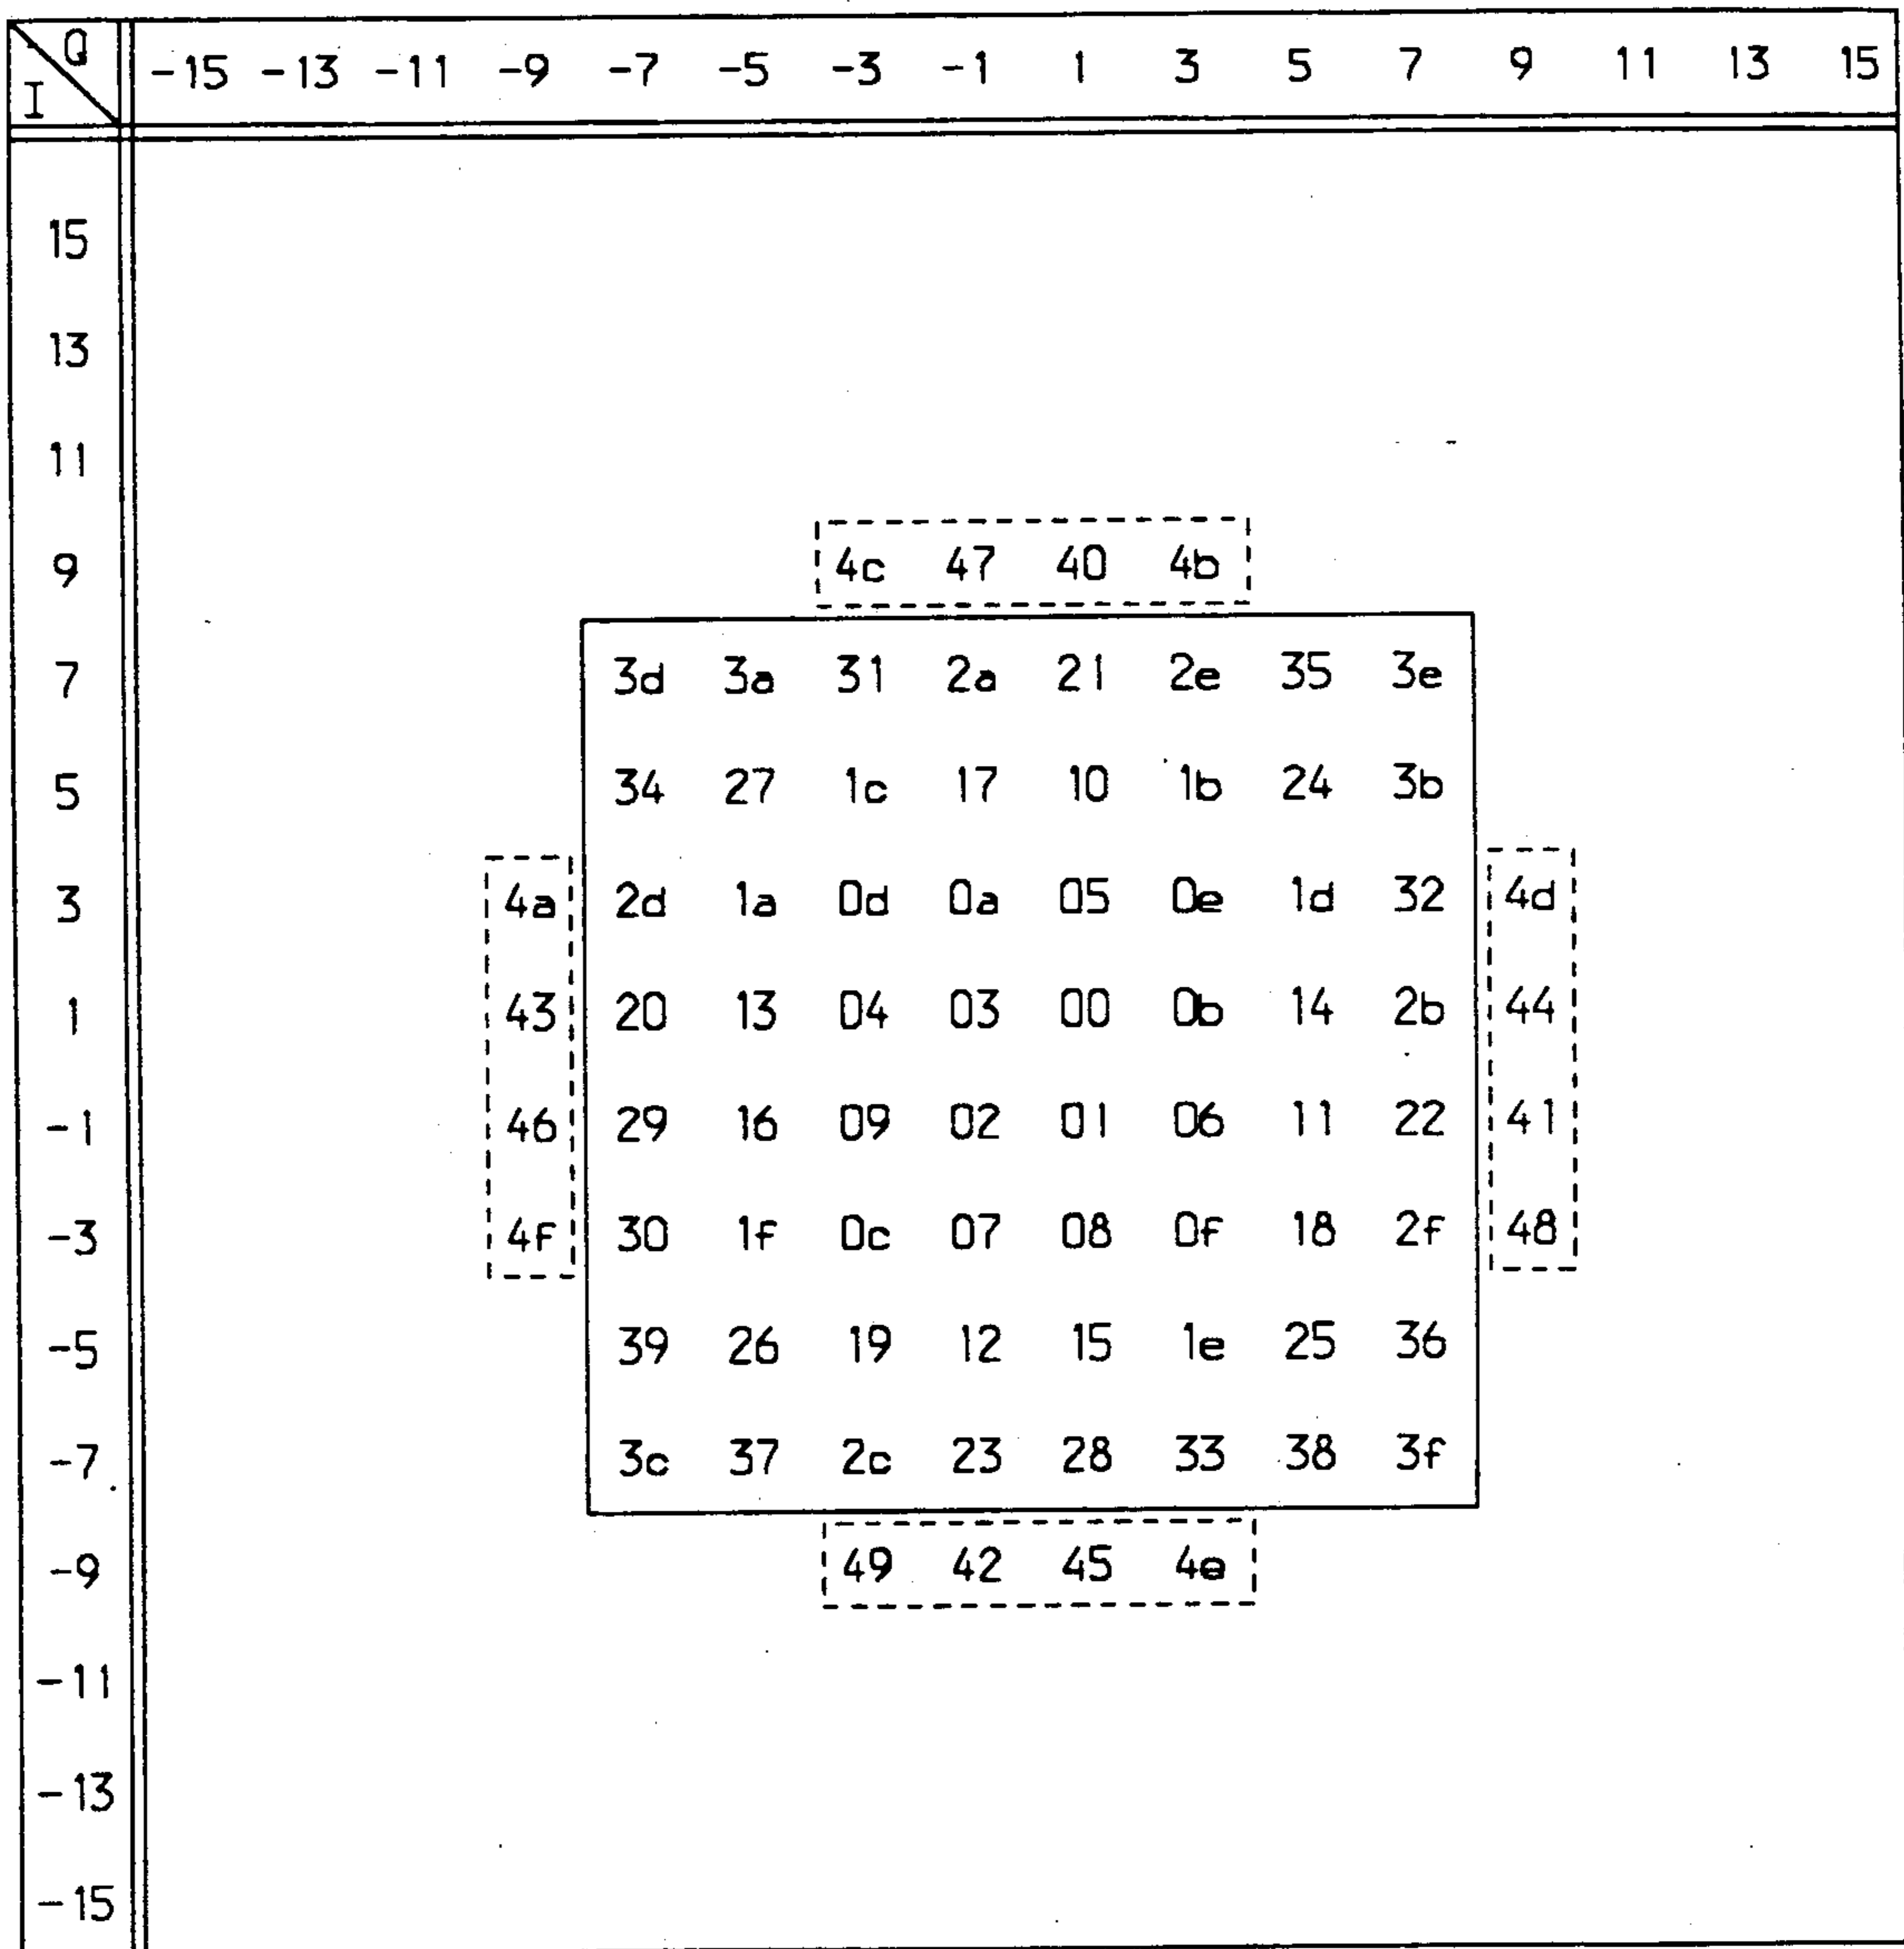 Q
I
-15 -13 -11 -9 -7 -5 -3 -1 1 3 5 7 9 11 13 15
15
13
11
9 4c 47 40 4b
7 3d 3a 31 2a 21 2e 35 3e
5 34 27 1c 17 10 1b 24 3b
3 4a 2d 1a 0d 0a 05 0e 1d 32 4d
1 43 20 13 04 03 00 0b 14 2b 44
-1 46 29 16 09 02 01 06 11 22 41
-3 4f 30 1f 0c 07 08 0f 18 2f 48
-5 39 26 19 12 15 1e 25 36
-7 3c 37 2c 23 28 33 38 3f
-9 49 42 45 4e
-11
-13
-15